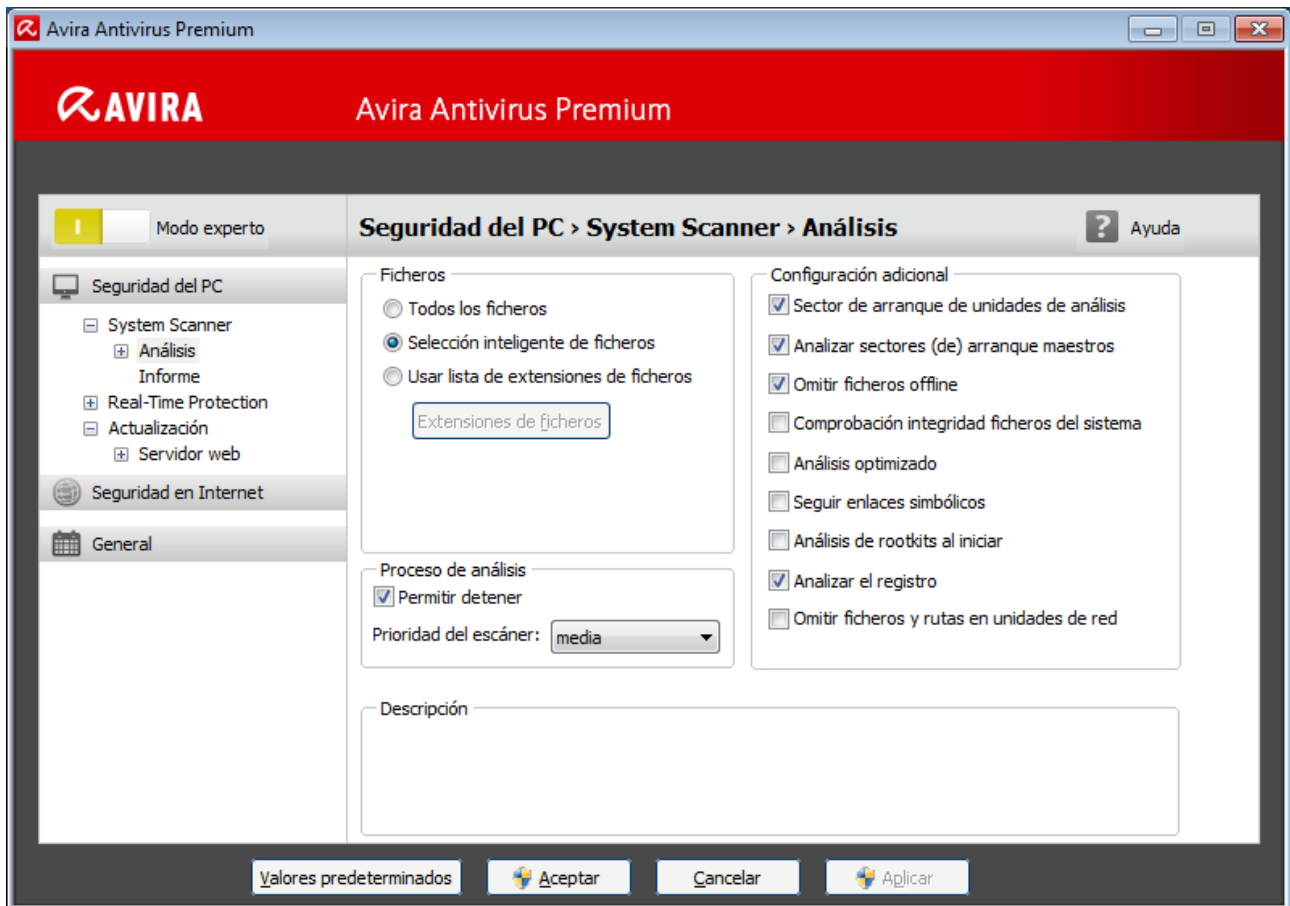 Avira Antivirus Premium
AVIRA
Avira Antivirus Premium
Modo experto
Seguridad del PC › System Scanner › Análisis
? Ayuda
Seguridad del PC
System Scanner
Análisis
Informe
Real-Time Protection
Actualización
Servidor web
Seguridad en Internet
General
Ficheros
Todos los ficheros
Selección inteligente de ficheros
Usar lista de extensiones de ficheros
Extensiones de ficheros
Proceso de análisis
Permitir detener
Prioridad del escáner: media
Configuración adicional
Sector de arranque de unidades de análisis
Analizar sectores (de) arranque maestros
Omitir ficheros offline
Comprobación integridad ficheros del sistema
Análisis optimizado
Seguir enlaces simbólicos
Análisis de rootkits al iniciar
Analizar el registro
Omitir ficheros y rutas en unidades de red
Descripción
Valores predeterminados
Aceptar
Cancelar
Aplicar